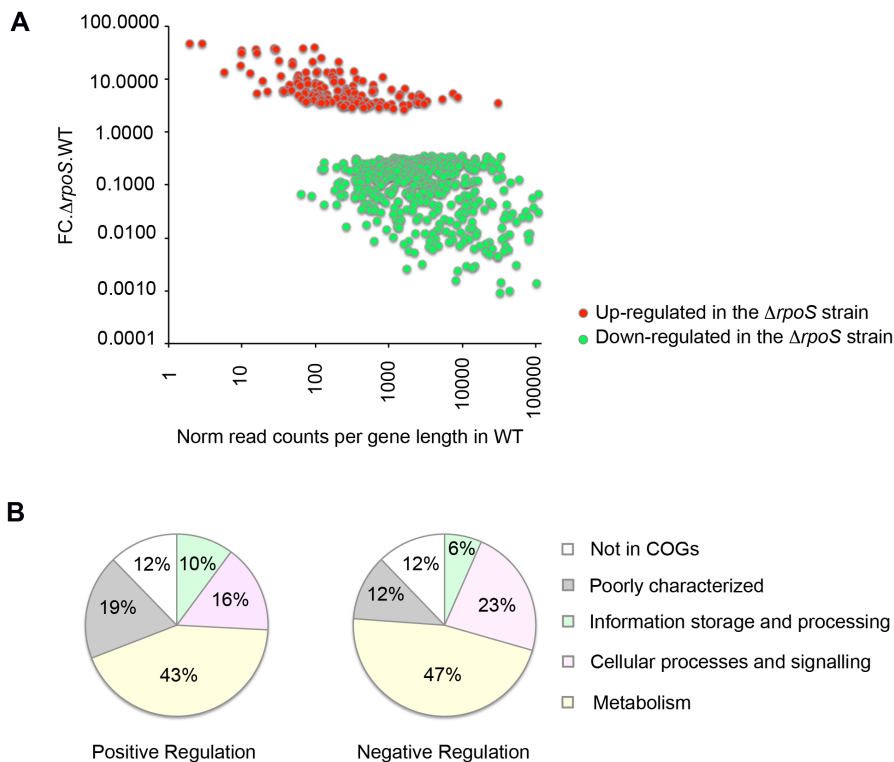 A
100.0000
10.0000
1.0000
0.1000
0.0100
0.0010
0.0001
FC.ΔrpoS.WT
1
10
100
1000
10000
100000
Norm read counts per gene length in WT
Up-regulated in the ΔrpoS strain
Down-regulated in the ΔrpoS strain
B
12%
10%
16%
19%
43%
Positive Regulation
12%
6%
23%
12%
47%
Negative Regulation
Not in COGs
Poorly characterized
Information storage and processing
Cellular processes and signalling
Metabolism